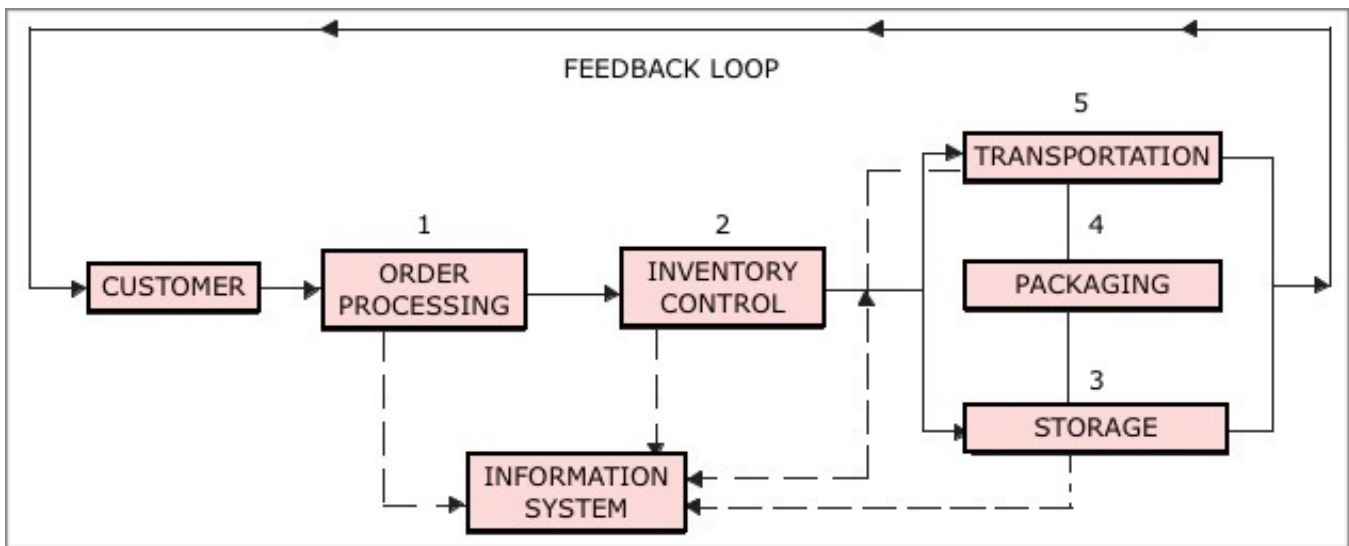 FEEDBACK LOOP
5
TRANSPORTATION
1
2
4
CUSTOMER
ORDER
PROCESSING
INVENTORY
CONTROL
PACKAGING
3
STORAGE
INFORMATION
SYSTEM